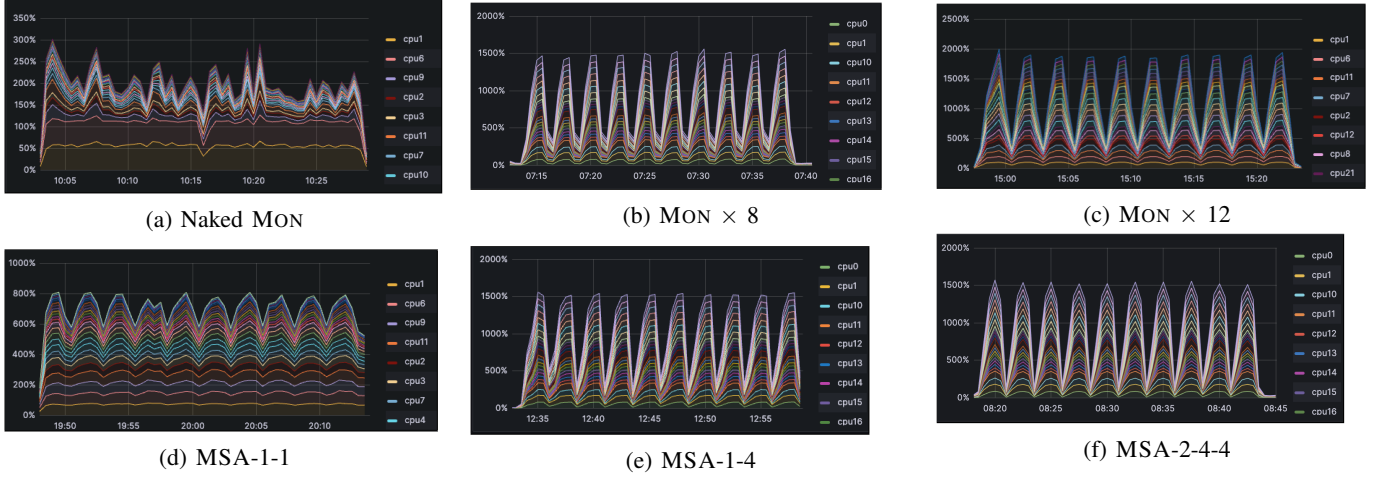 350%
300%
250%
200%
150%
100%
50%
0%
10:05 10:10 10:15 10:20 10:25
cpu1
cpu6
cpu9
cpu2
cpu3
cpu11
cpu7
cpu10
(a) Naked MON
2000%
1500%
1000%
500%
0%
07:15 07:20 07:25 07:30 07:35 07:40
cpu0
cpu1
cpu10
cpu11
cpu12
cpu13
cpu14
cpu15
cpu16
(b) MON × 8
2500%
2000%
1500%
1000%
500%
0%
15:00 15:05 15:10 15:15 15:20
cpu1
cpu6
cpu11
cpu7
cpu2
cpu12
cpu8
cpu21
(c) MON × 12
1000%
800%
600%
400%
200%
0%
19:50 19:55 20:00 20:05 20:10
cpu1
cpu6
cpu9
cpu11
cpu2
cpu3
cpu7
cpu4
(d) MSA-1-1
2000%
1500%
1000%
500%
0%
12:35 12:40 12:45 12:50 12:55
cpu0
cpu1
cpu10
cpu11
cpu12
cpu13
cpu14
cpu15
cpu16
(e) MSA-1-4
2000%
1500%
1000%
500%
0%
08:20 08:25 08:30 08:35 08:40 08:45
cpu0
cpu1
cpu10
cpu11
cpu12
cpu13
cpu14
cpu15
cpu16
(f) MSA-2-4-4